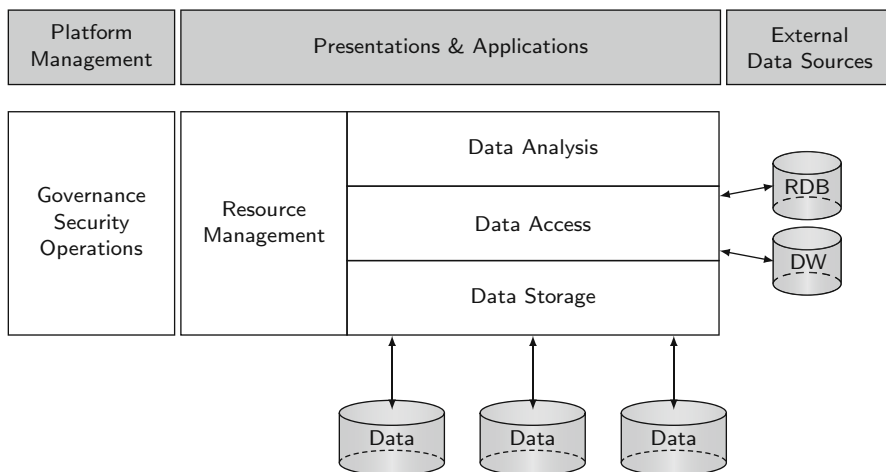 Platform
Management
Presentations & Applications
External
Data Sources
Governance
Security
Operations
Resource
Management
Data Analysis
Data Access
Data Storage
RDB
DW
Data
Data
Data